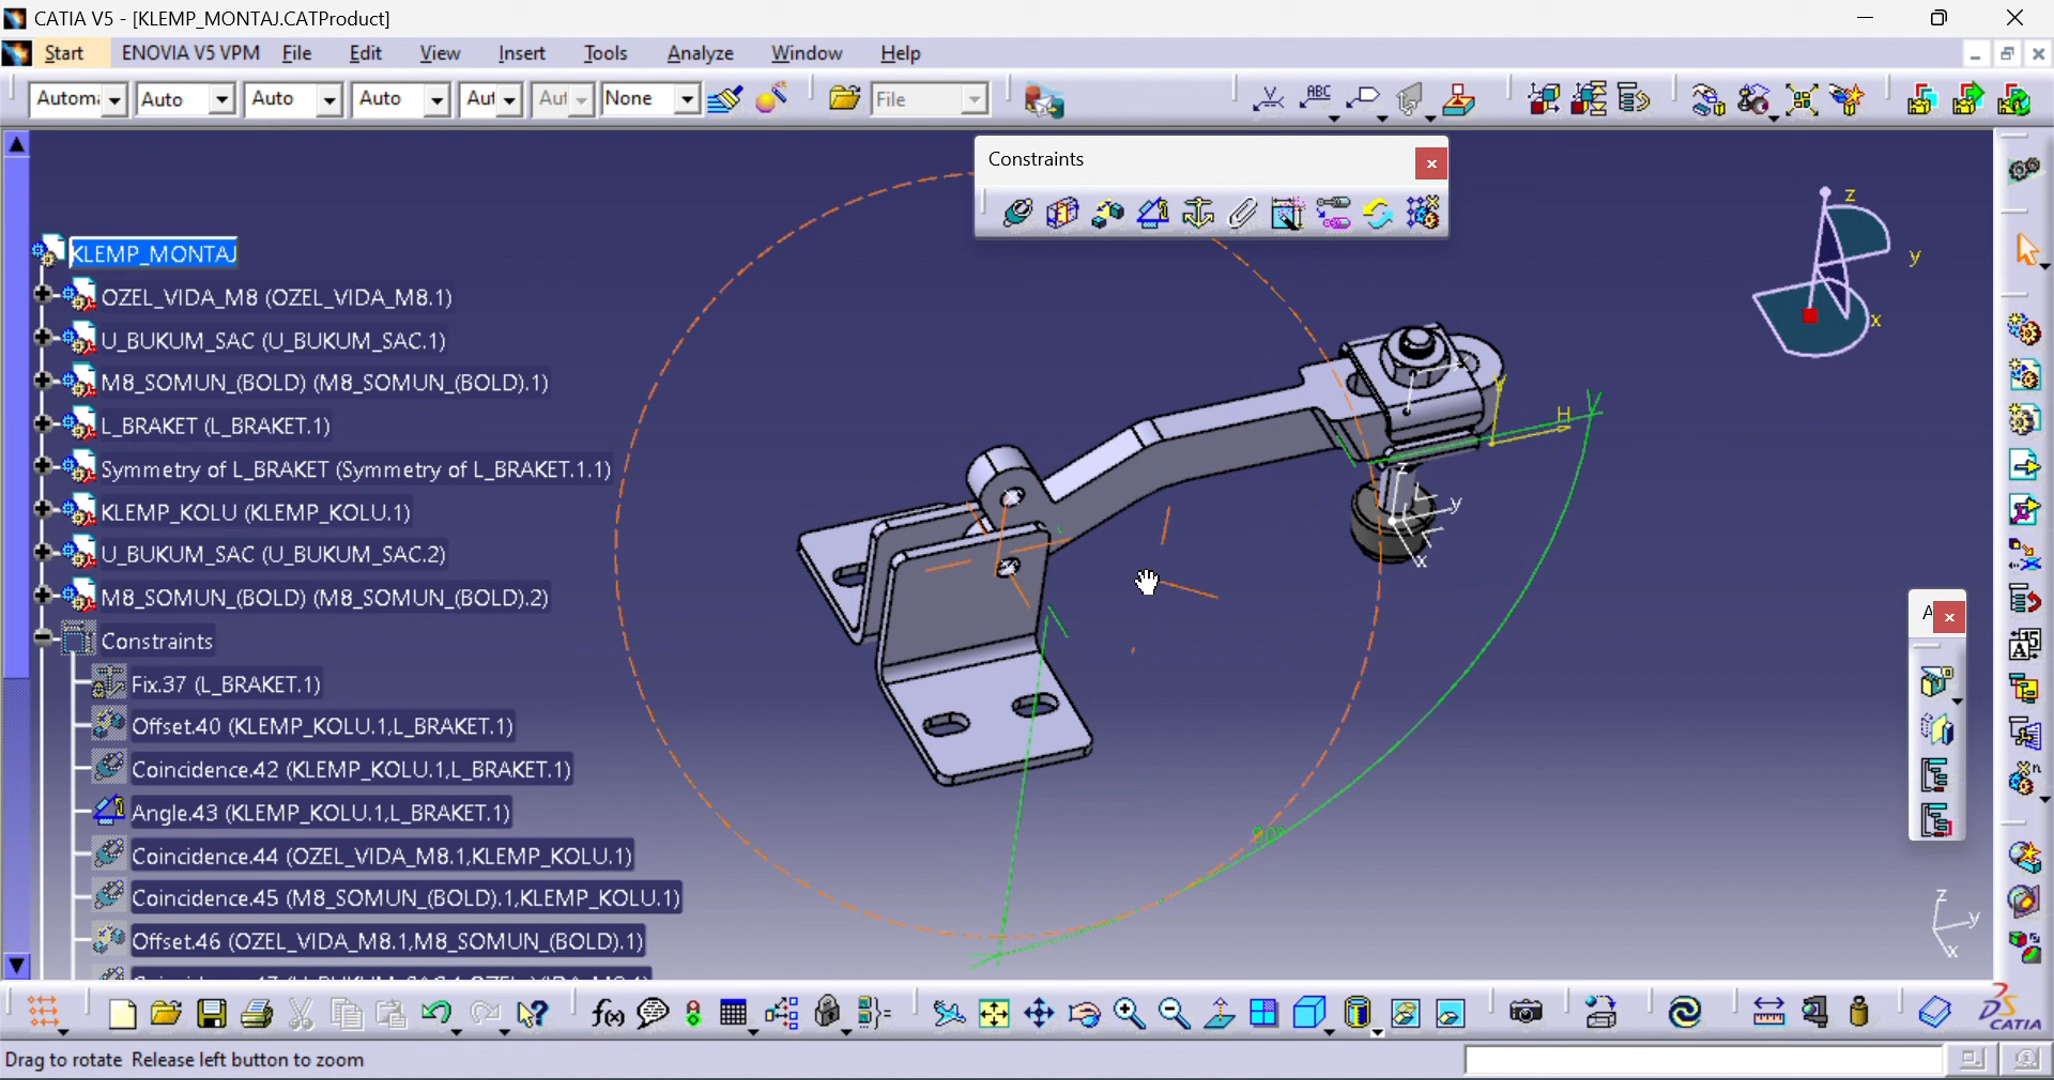 CATIA V5 - [KLEMP_MONTAJ.CATProduct]
Start ENOVIA V5 VPM File Edit View Insert Tools Analyze Window Help
Auto Auto Auto None File
ABC
Constraints
z
y
x
KLEMP_MONTAJ
OZEL_VIDA_M8 (OZEL_VIDA_M8.1)
U_BUKUM_SAC (U_BUKUM_SAC.1)
M8_SOMUN_(BOLD) (M8_SOMUN_(BOLD).1)
L_BRAKET (L_BRAKET.1)
Symmetry of L_BRAKET (Symmetry of L_BRAKET.1.1)
KLEMP_KOLU (KLEMP_KOLU.1)
U_BUKUM_SAC (U_BUKUM_SAC.2)
M8_SOMUN_(BOLD) (M8_SOMUN_(BOLD).2)
Constraints
Fix.37 (L_BRAKET.1)
Offset.40 (KLEMP_KOLU.1,L_BRAKET.1)
Coincidence.42 (KLEMP_KOLU.1,L_BRAKET.1)
Angle.43 (KLEMP_KOLU.1,L_BRAKET.1)
Coincidence.44 (OZEL_VIDA_M8.1,KLEMP_KOLU.1)
Coincidence.45 (M8_SOMUN_(BOLD).1,KLEMP_KOLU.1)
Offset.46 (OZEL_VIDA_M8.1,M8_SOMUN_(BOLD).1)
V
H
z
y
x
90°
z
y
x
f(x)
CATIA
Drag to rotate Release left button to zoom